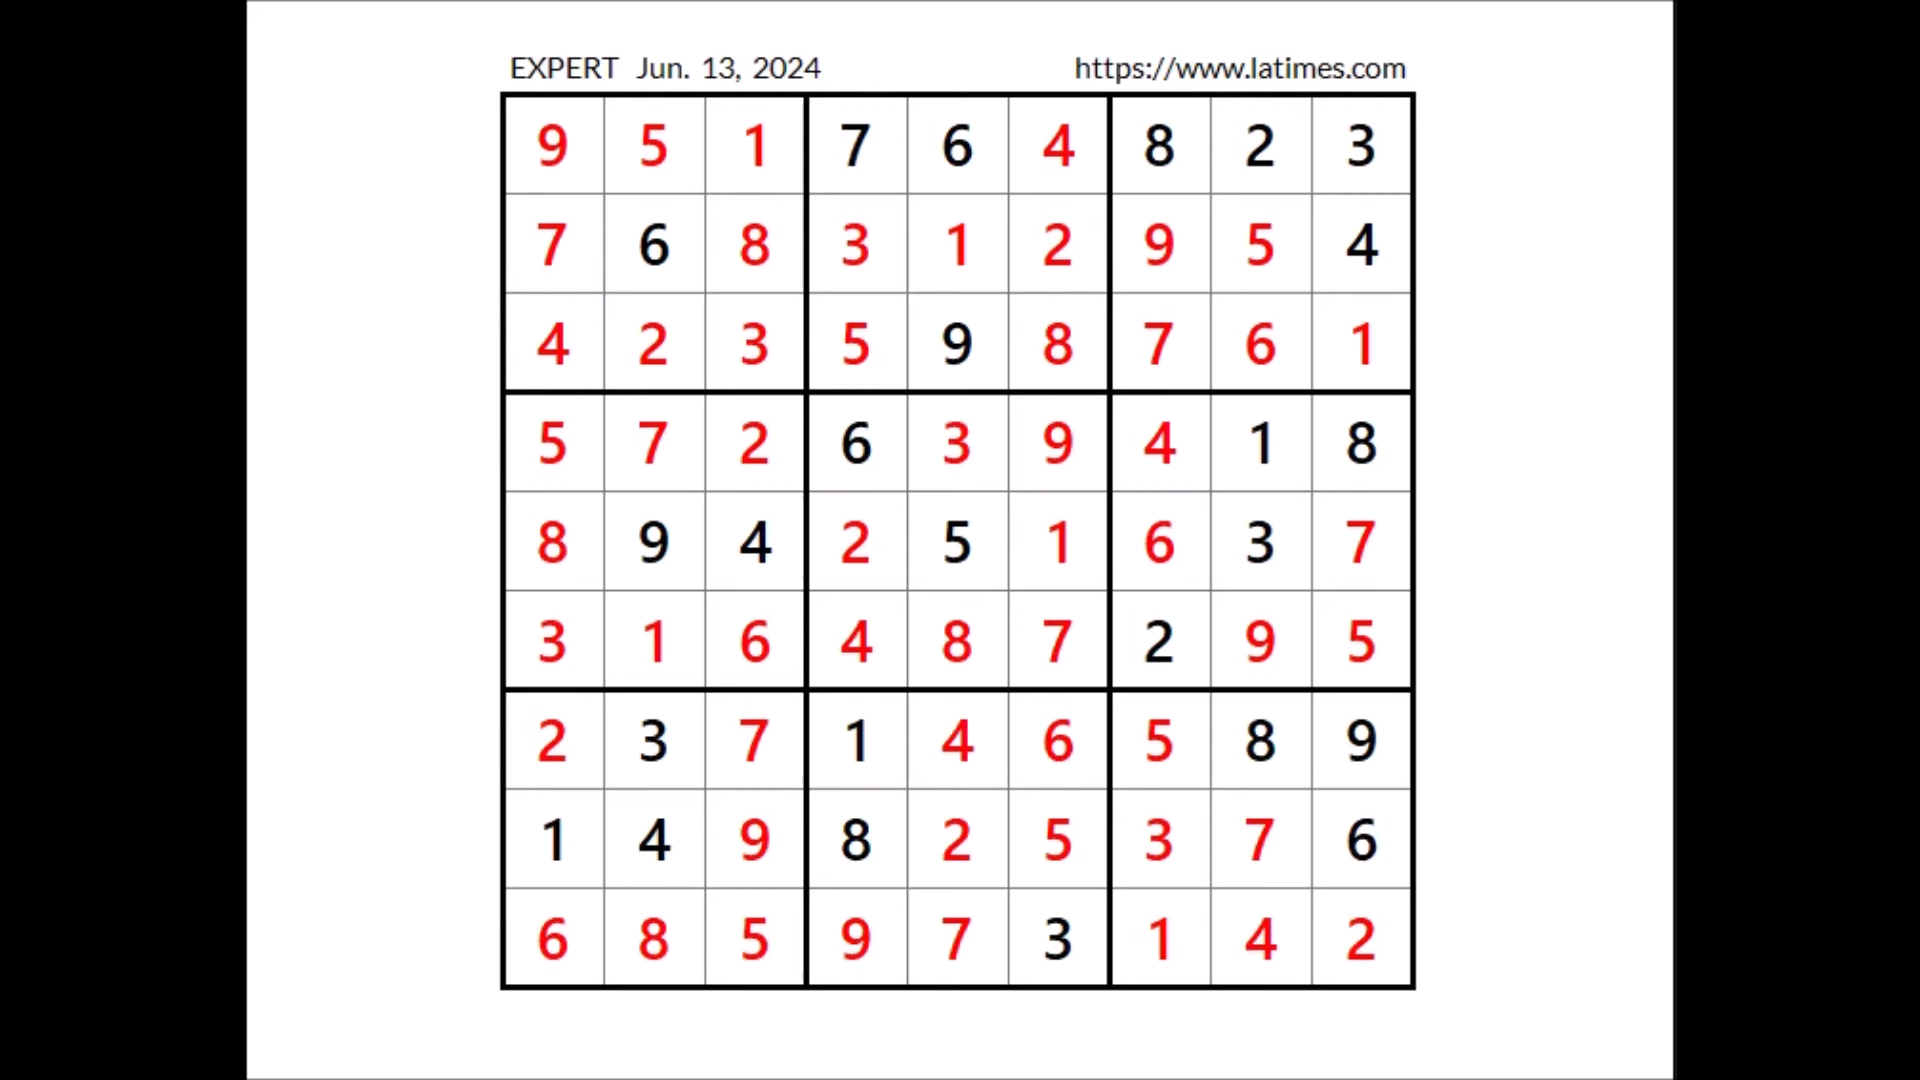 EXPERT Jun. 13, 2024 https://www.latimes.com
9 5 1 7 6 4 8 2 3
7 6 8 3 1 2 9 5 4
4 2 3 5 9 8 7 6 1
5 7 2 6 3 9 4 1 8
8 9 4 2 5 1 6 3 7
3 1 6 4 8 7 2 9 5
2 3 7 1 4 6 5 8 9
1 4 9 8 2 5 3 7 6
6 8 5 9 7 3 1 4 2